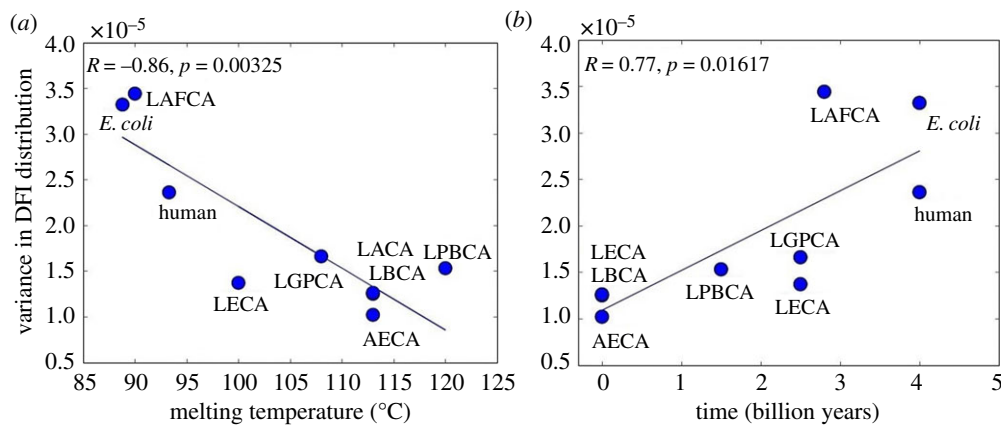 (a)
×10⁻⁵
4.0
3.5
3.0
2.5
2.0
1.5
1.0
0.5
variance in DFI distribution
R = –0.86, p = 0.00325
LAFCA
E. coli
human
LECA
LGPCA
LACA
LBCA
LPBCA
AECA
85 90 95 100 105 110 115 120 125
melting temperature (°C)
(b)
×10⁻⁵
4.0
3.5
3.0
2.5
2.0
1.5
1.0
0.5
R = 0.77, p = 0.01617
LAFCA
E. coli
human
LGPCA
LECA
LBCA
LPBCA
LECA
AECA
0 1 2 3 4 5
time (billion years)